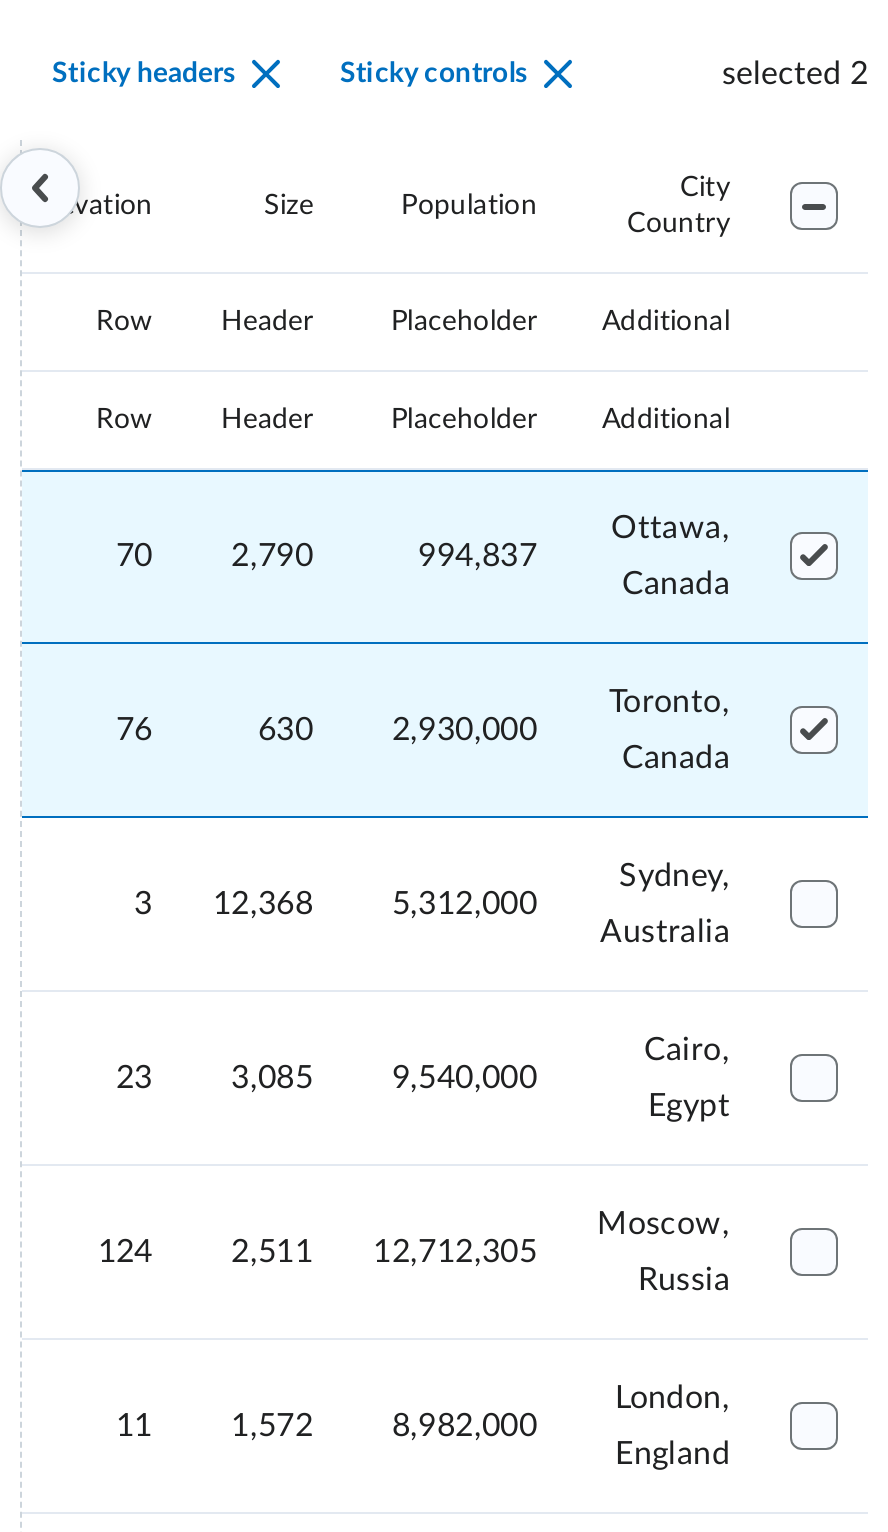 Sticky headers Sticky controls selected 2
vation Size Population City
Country
Row Header Placeholder Additional
Row Header Placeholder Additional
70 2,790 994,837 Ottawa,
Canada
76 630 2,930,000 Toronto,
Canada
3 12,368 5,312,000 Sydney,
Australia
23 3,085 9,540,000 Cairo,
Egypt
124 2,511 12,712,305 Moscow,
Russia
11 1,572 8,982,000 London,
England